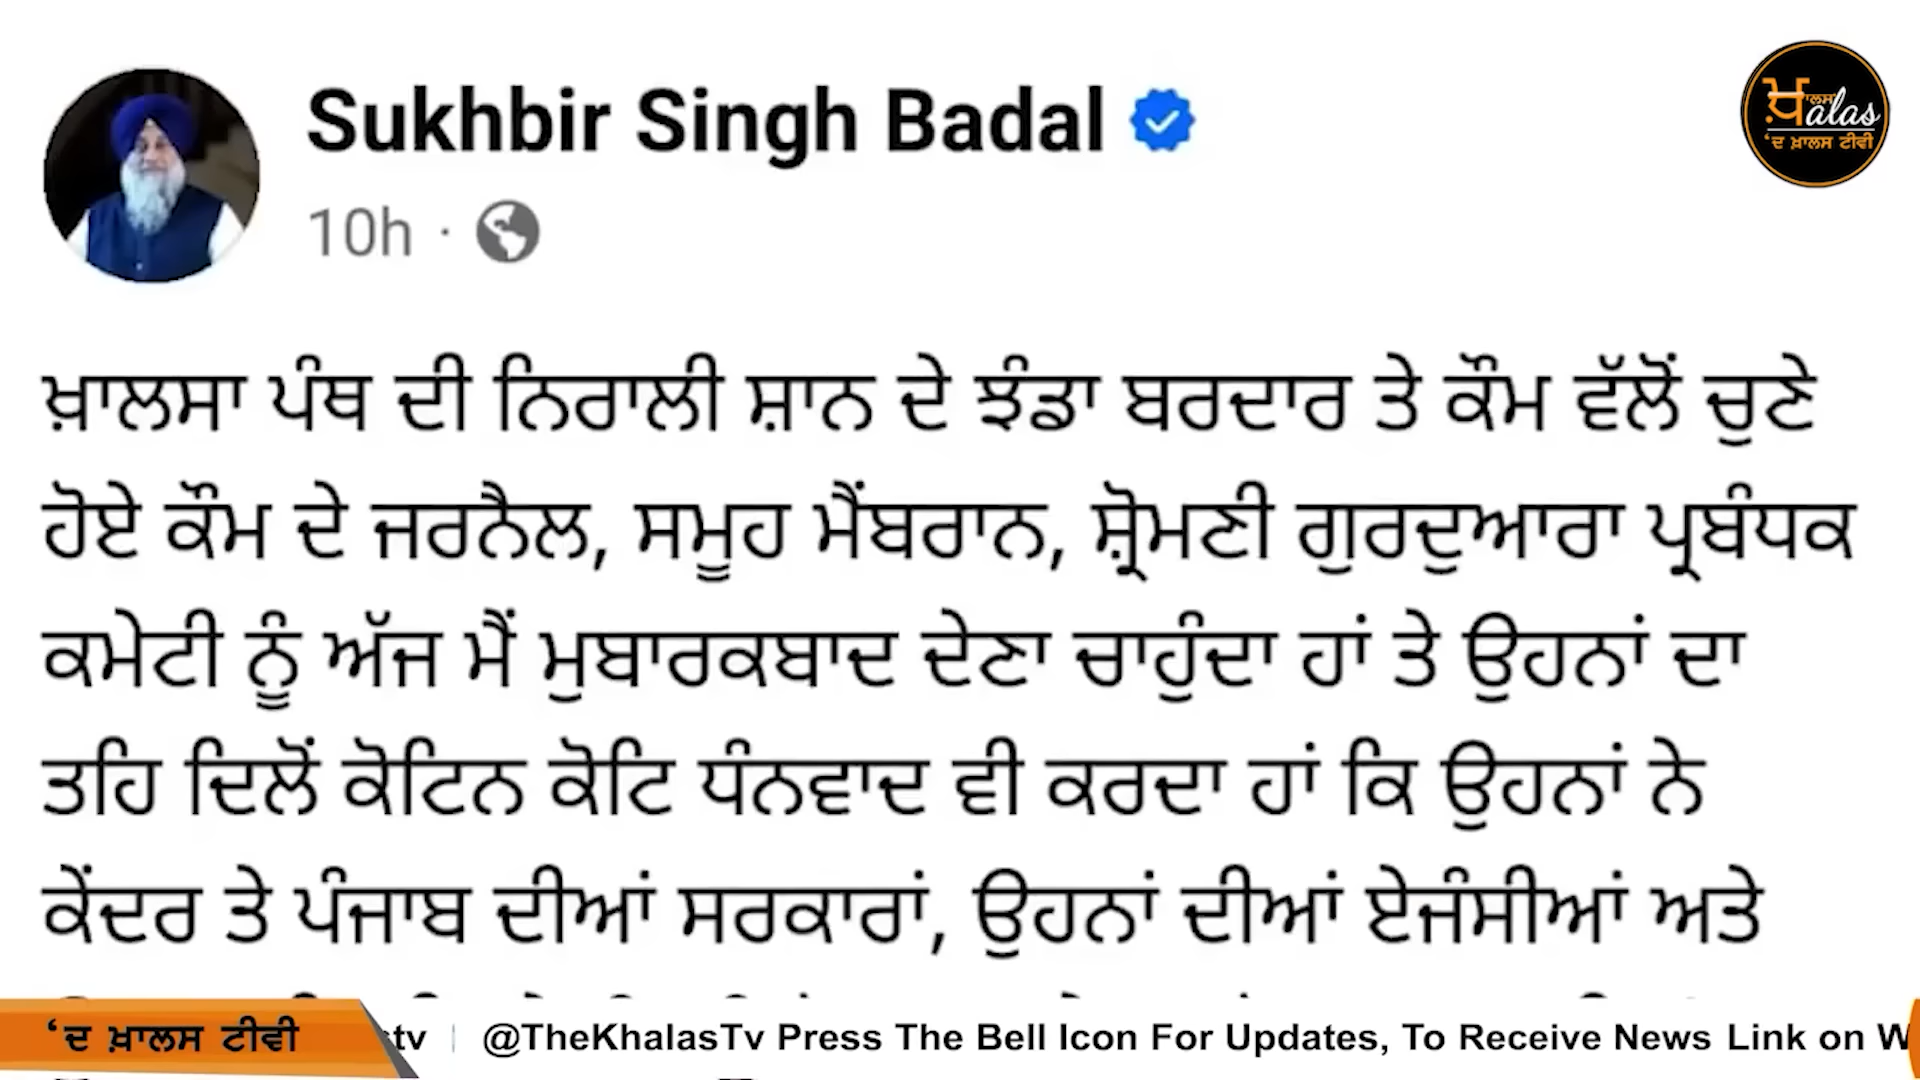 Sukhbir Singh Badal
10h ·
ਖ਼ਾਲਸ
alas
'ਦ ਖ਼ਾਲਸ ਟੀਵੀ
ਖ਼ਾਲਸਾ ਪੰਥ ਦੀ ਨਿਰਾਲੀ ਸ਼ਾਨ ਦੇ ਝੰਡਾ ਬਰਦਾਰ ਤੇ ਕੌਮ ਵੱਲੋਂ ਚੁਣੇ
ਹੋਏ ਕੌਮ ਦੇ ਜਰਨੈਲ, ਸਮੂਹ ਮੈਂਬਰਾਨ, ਸ਼੍ਰੋਮਣੀ ਗੁਰਦੁਆਰਾ ਪ੍ਰਬੰਧਕ
ਕਮੇਟੀ ਨੂੰ ਅੱਜ ਮੈਂ ਮੁਬਾਰਕਬਾਦ ਦੇਣਾ ਚਾਹੁੰਦਾ ਹਾਂ ਤੇ ਉਹਨਾਂ ਦਾ
ਤਹਿ ਦਿਲੋਂ ਕੋਟਿਨ ਕੋਟਿ ਧੰਨਵਾਦ ਵੀ ਕਰਦਾ ਹਾਂ ਕਿ ਉਹਨਾਂ ਨੇ
ਕੇਂਦਰ ਤੇ ਪੰਜਾਬ ਦੀਆਂ ਸਰਕਾਰਾਂ, ਉਹਨਾਂ ਦੀਆਂ ਏਜੰਸੀਆਂ ਅਤੇ
'ਦ ਖ਼ਾਲਸ ਟੀਵੀ
tv | @TheKhalasTv Press The Bell Icon For Updates, To Receive News Link on W